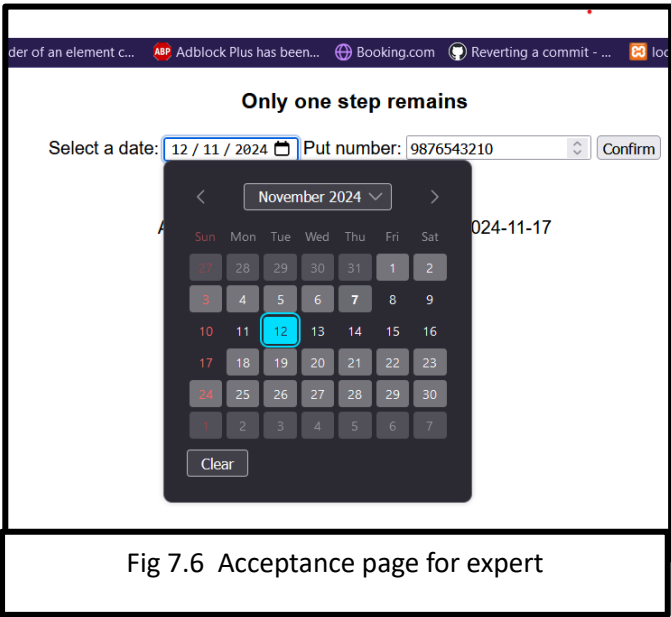 der of an element c... ABP Adblock Plus has been... Booking.com Reverting a commit - ... loc
Only one step remains
Select a date: 12 / 11 / 2024 Put number: 9876543210 Confirm
November 2024
024-11-17
Sun Mon Tue Wed Thu Fri Sat
27 28 29 30 31 1 2
3 4 5 6 7 8 9
10 11 12 13 14 15 16
17 18 19 20 21 22 23
24 25 26 27 28 29 30
1 2 3 4 5 6 7
Clear
Fig 7.6 Acceptance page for expert